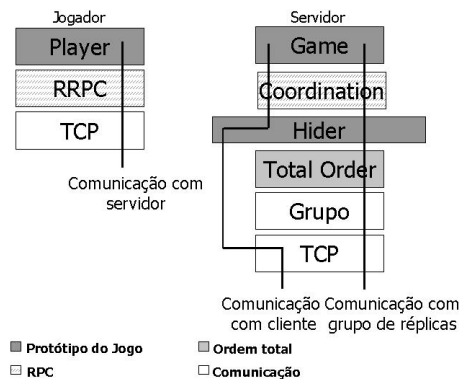 Jogador
Player
RRPC
TCP
Comunicação com
servidor
Servidor
Game
Coordination
Hider
Total Order
Grupo
TCP
Comunicação
com cliente
Comunicação com
grupo de réplicas
Protótipo do Jogo
Ordem total
RPC
Comunicação